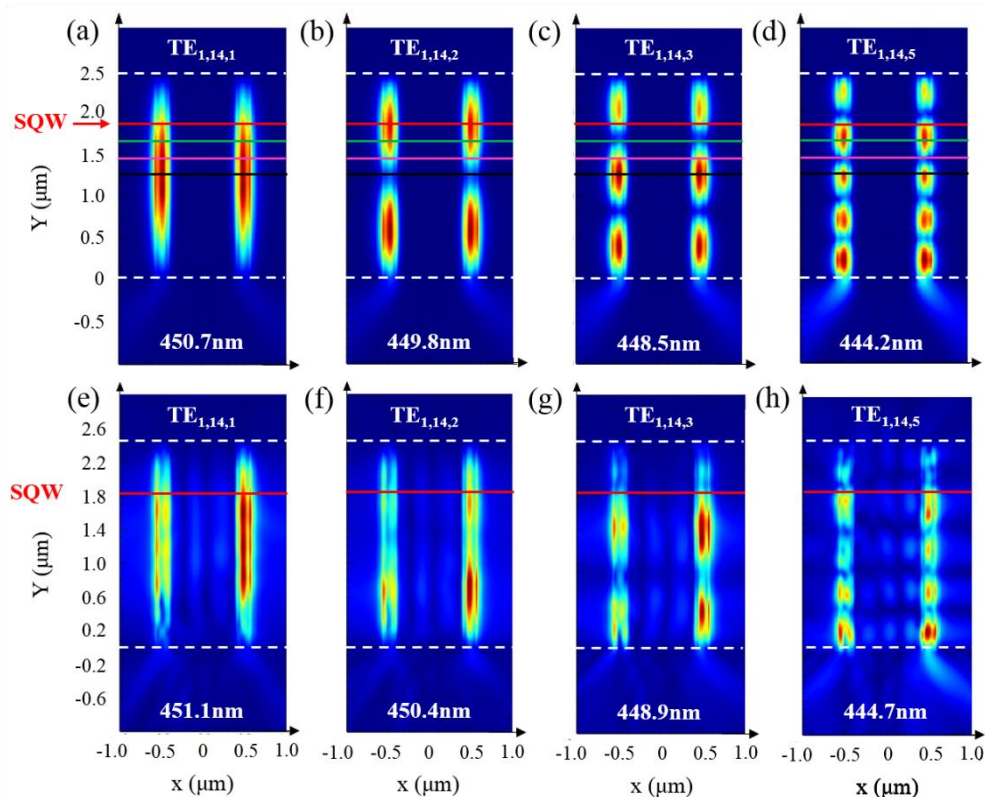 (a) (b) (c) (d)
TE1,14,1 TE1,14,2 TE1,14,3 TE1,14,5
2.5
2.0
SQW
1.5
1.0
0.5
0
-0.5
Y (μm)
450.7nm 449.8nm 448.5nm 444.2nm
(e) (f) (g) (h)
TE1,14,1 TE1,14,2 TE1,14,3 TE1,14,5
2.6
2.2
SQW
1.8
1.4
1.0
0.6
0.2
-0.2
-0.6
Y (μm)
451.1nm 450.4nm 448.9nm 444.7nm
-1.0 -0.5 0 0.5 1.0 -0.5 0 0.5 1.0 -0.5 0 0.5 1.0 -1.0 -0.5 0 0.5 1.0
x (μm) x (μm) x (μm) x (μm)